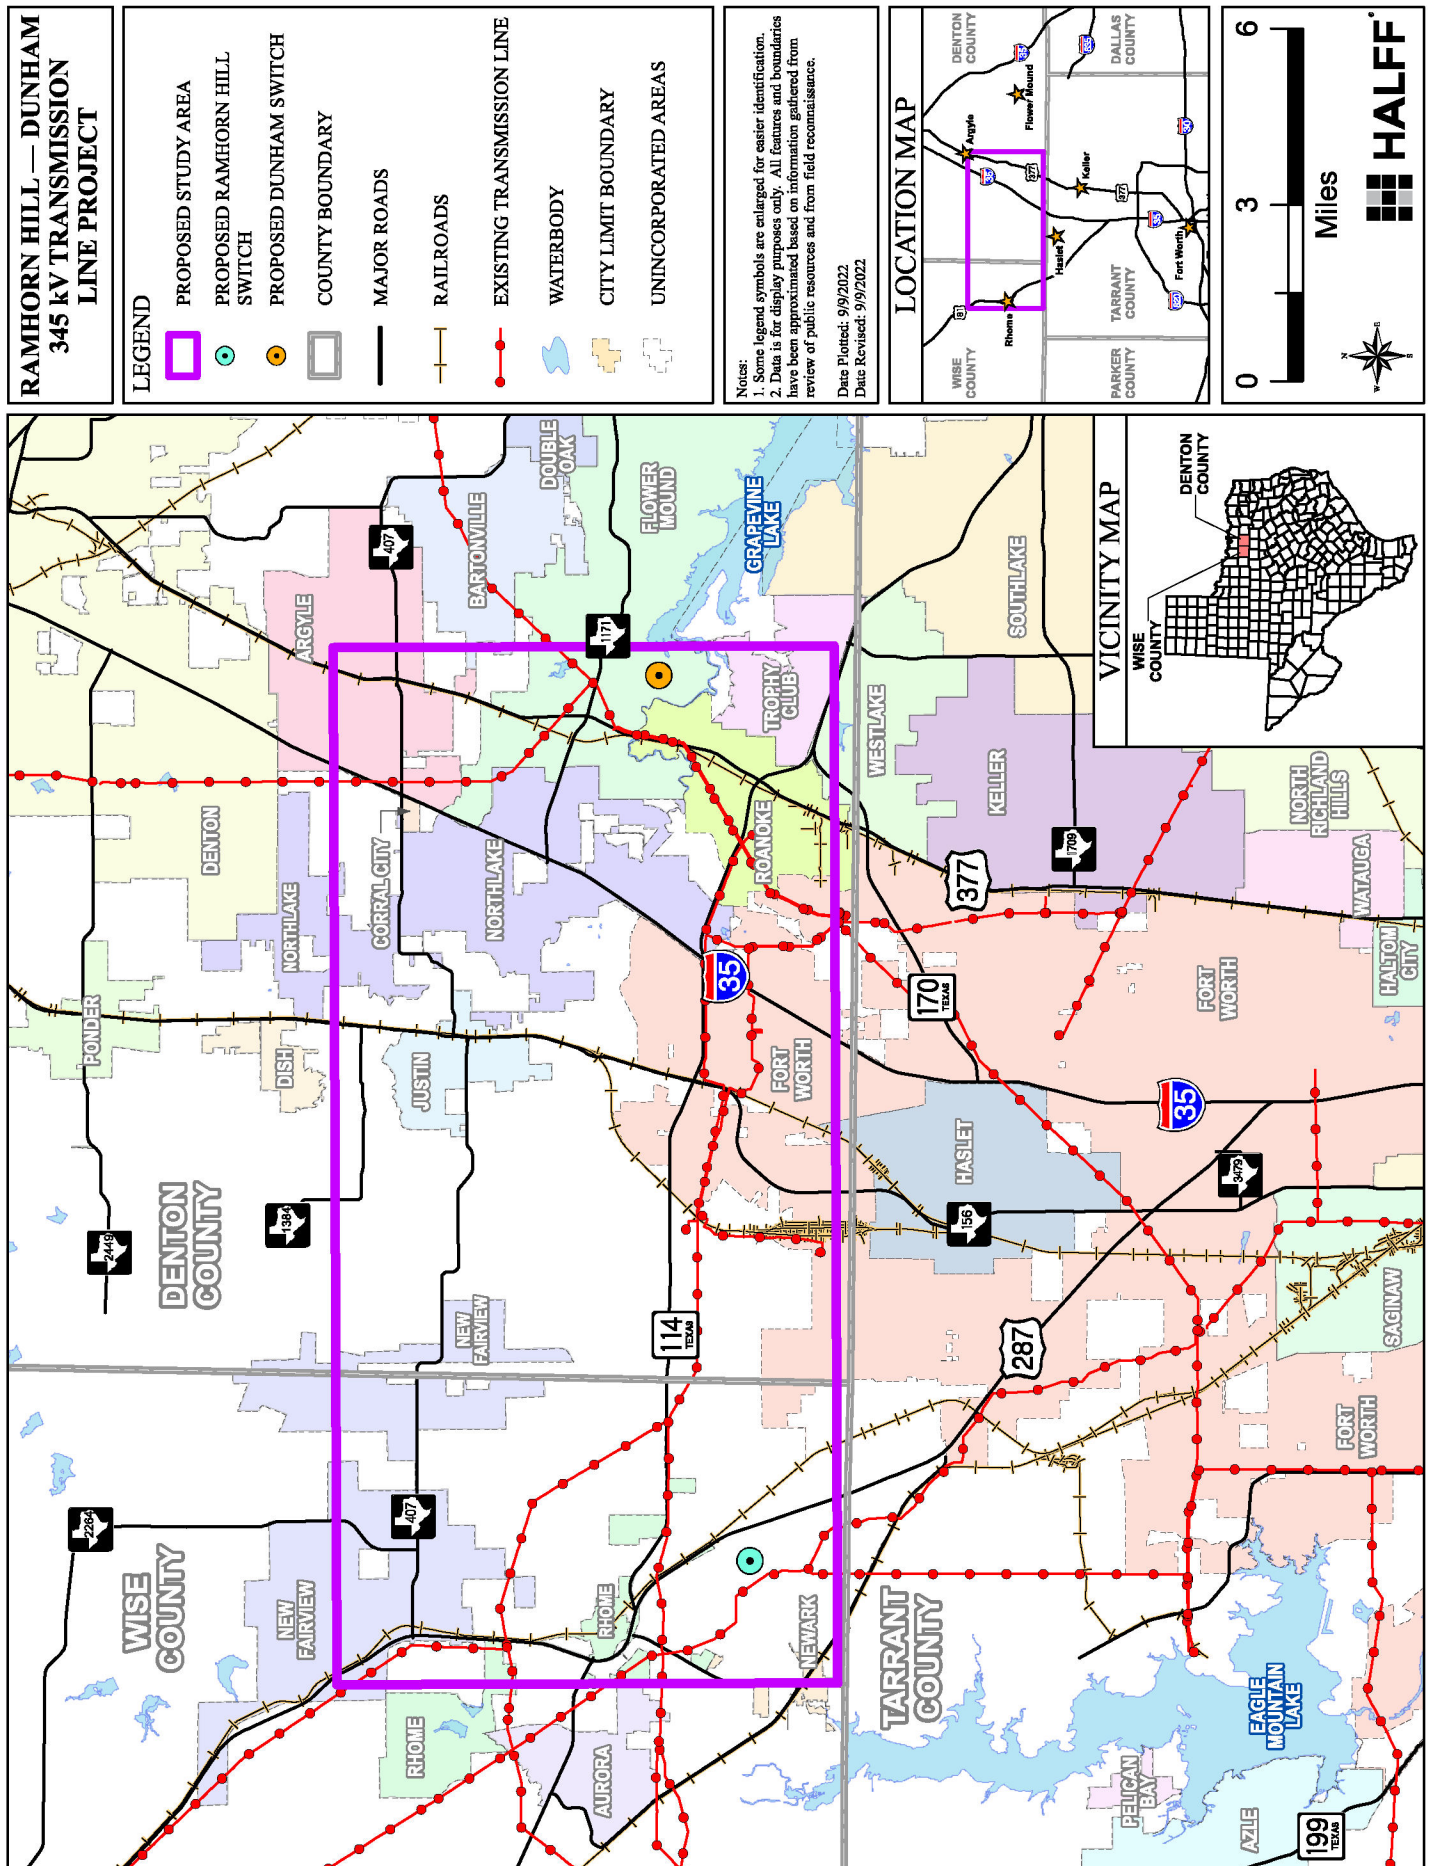 RAMHORN HILL — DUNHAM
345 kV TRANSMISSION
LINE PROJECT
LEGEND
PROPOSED STUDY AREA
PROPOSED RAMHORN HILL
SWITCH
PROPOSED DUNHAM SWITCH
COUNTY BOUNDARY
MAJOR ROADS
RAILROADS
EXISTING TRANSMISSION LINE
WATERBODY
CITY LIMIT BOUNDARY
UNINCORPORATED AREAS
Notes:
1. Some legend symbols are enlarged for easier identification.
2. Data is for display purposes only. All features and boundaries
have been approximated based on information gathered from
review of public resources and from field reconnaissance.
Date Plotted: 9/9/2022
Date Revised: 9/9/2022
LOCATION MAP
WISE
COUNTY
DENTON
COUNTY
PARKER
COUNTY
TARRANT
COUNTY
DALLAS
COUNTY
Rhome
Haslet
Argyle
Flower Mound
Keller
Fort Worth
81
377
377
30
0
3
6
Miles
N
E
S
W
HALFF
VICINITY MAP
WISE
COUNTY
DENTON
COUNTY
WISE
COUNTY
DENTON
COUNTY
TARRANT
COUNTY
2264
2449
1384
407
407
1171
114
TEXAS
170
TEXAS
199
TEXAS
35
35
377
287
156
1709
3479
PONDER
DISH
DENTON
NORTHLAKE
NORTHLAKE
CORRAL CITY
JUSTIN
ARGYLE
BARTONVILLE
DOUBLE
OAK
FLOWER
MOUND
GRAPEVINE
LAKE
TROPHY
CLUB
ROANOKE
WESTLAKE
SOUTHLAKE
KELLER
NORTH
RICHLAND
HILLS
WATAUGA
HALTOM
CITY
FORT
WORTH
FORT
WORTH
FORT
WORTH
HASLET
SAGINAW
NEW
FAIRVIEW
NEW
FAIRVIEW
RHOME
RHOME
AURORA
NEWARK
PELICAN
BAY
AZLE
EAGLE
MOUNTAIN
LAKE